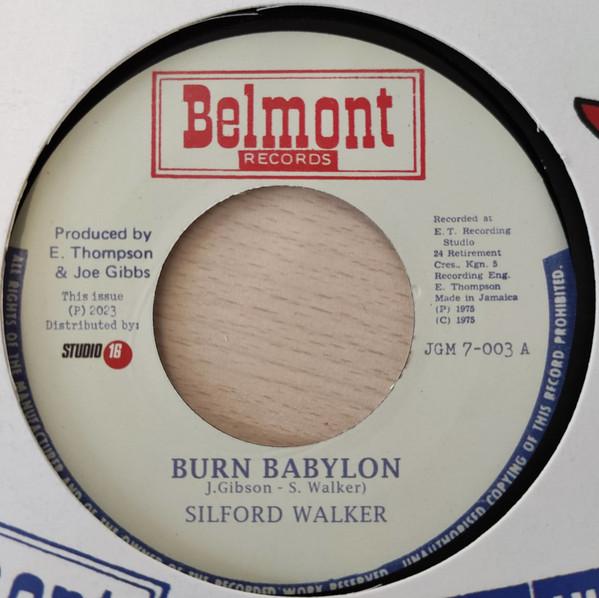 Belmont
RECORDS
Produced by
E. Thompson
& Joe Gibbs
This issue
(P) 2023
Distributed by:
STUDIO 16
Recorded at
E. T. Recording
Studio
24 Retirement
Cres., Kgn. 5
Recording Eng.
E. Thompson
Made in Jamaica
(P) 1975
(C) 1975
JGM 7-003 A
BURN BABYLON
J.Gibson - S. Walker)
SILFORD WALKER
ALL RIGHTS OF THE MANUFACTURER AND OF THE OWNER OF THE RECORDED WORK RESERVED. UNAUTHORISED COPYING OF THIS RECORD PROHIBITED.